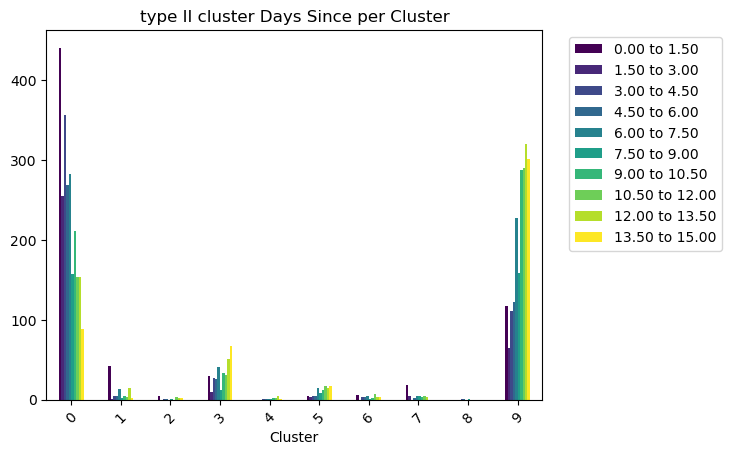 type II cluster Days Since per Cluster
400
300
200
100
0
0 1 2 3 4 5 6 7 8 9
Cluster
0.00 to 1.50
1.50 to 3.00
3.00 to 4.50
4.50 to 6.00
6.00 to 7.50
7.50 to 9.00
9.00 to 10.50
10.50 to 12.00
12.00 to 13.50
13.50 to 15.00